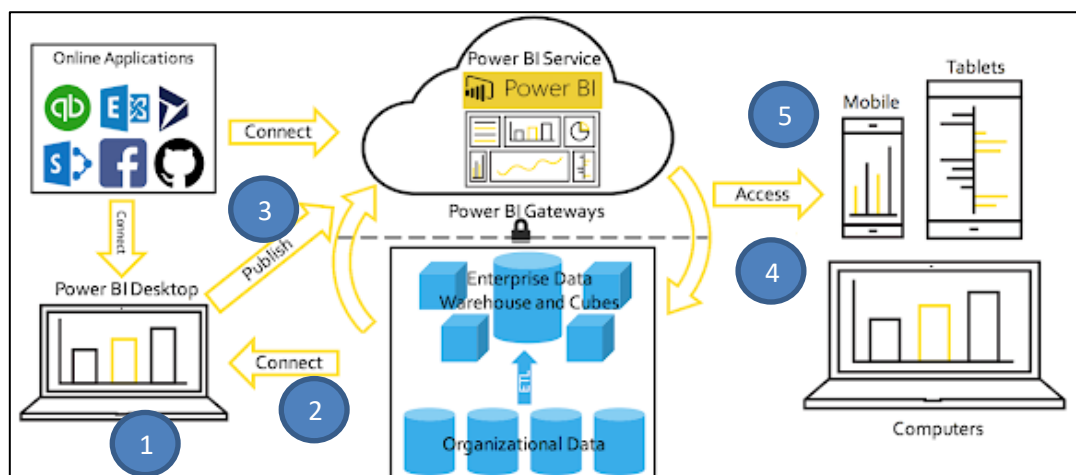 Online Applications
qb
E
S
f
Connect
Connect
Power BI Service
Power BI
Power BI Gateways
3
Publish
Power BI Desktop
Connect
1
2
Enterprise Data
Warehouse and Cubes
ETL
Organizational Data
5
Access
4
Mobile
Tablets
Computers